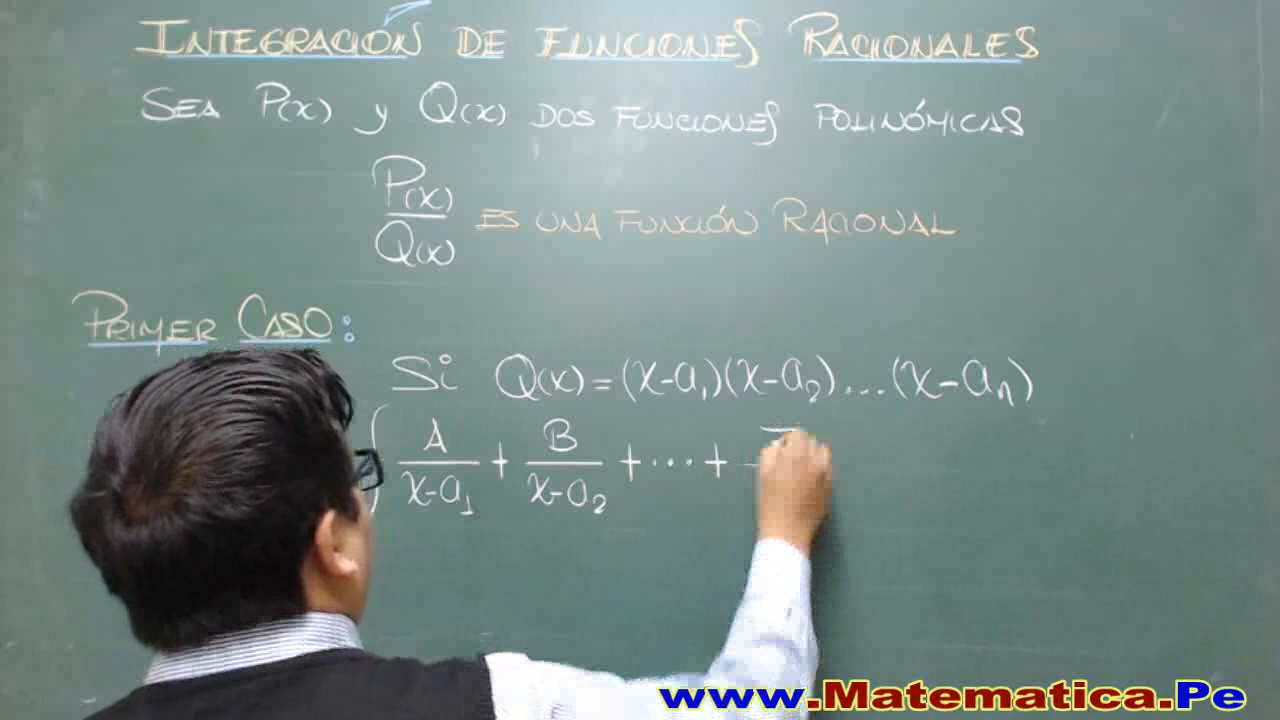 INTEGRACIÓN DE FUNCIONES RACIONALES
SEA P(x) y Q(x) DOS FUNCIONES POLINÓMICAS
P(x)
Q(x)
ES UNA FUNCIÓN RACIONAL
PRIMER CASO:
Si Q(x) = (x-a₁)(x-a₂)...(x-aₙ)
A/(x-a₁) + B/(x-a₂) + ... +
www.Matematica.Pe